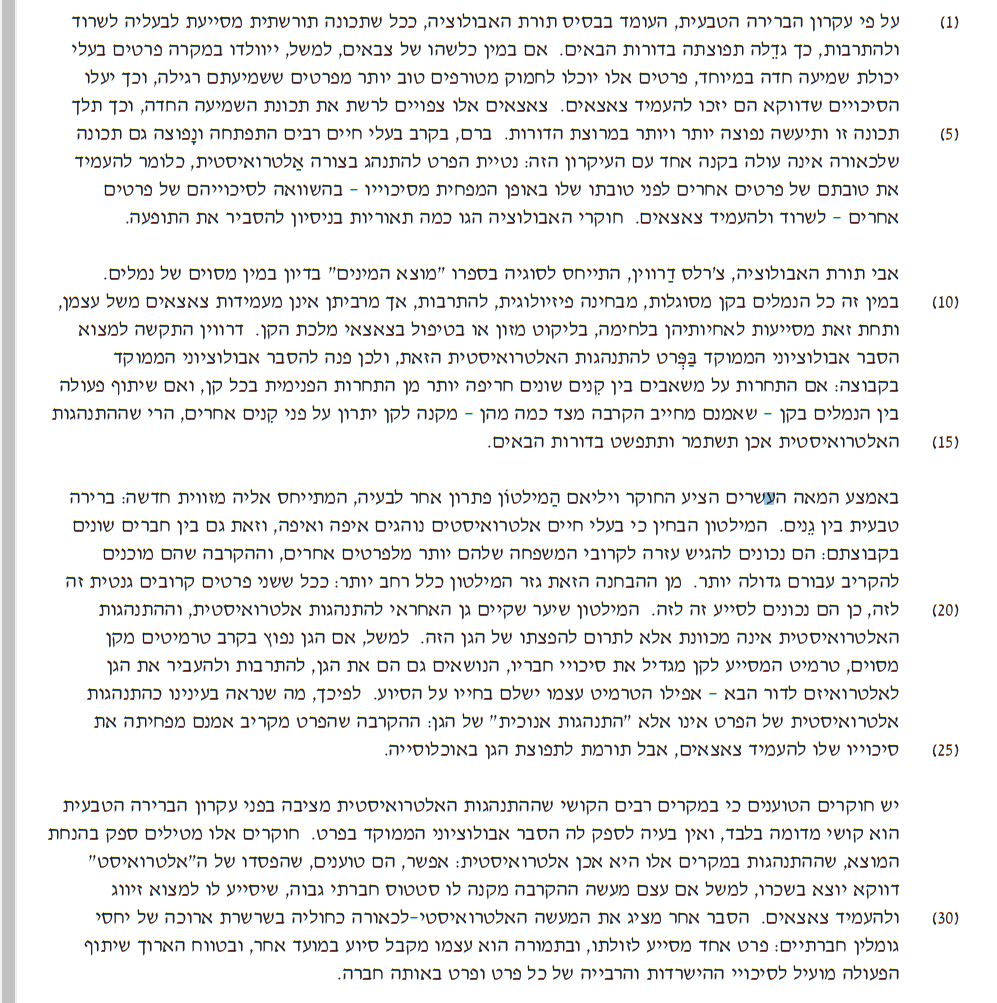 (1) על פי עקרון הברירה הטבעית, העומד בבסיס תורת האבולוציה, ככל שתכונה תורשתית מסייעת לבעליה לשרוד
ולהתרבות, כך גדֵלה תפוצתה בדורות הבאים. אם במין כלשהו של צבאים, למשל, ייוולדו במקרה פרטים בעלי
יכולת שמיעה חדה במיוחד, פרטים אלו יוכלו לחמוק מטורפים טוב יותר מפרטים ששמיעתם רגילה, וכך יעלו
הסיכויים שדווקא הם יזכו להעמיד צאצאים. צאצאים אלו צפויים לרשת את תכונת השמיעה החדה, וכך תלך
(5) תכונה זו ותיעשה נפוצה יותר ויותר במרוצת הדורות. ברם, בקרב בעלי חיים רבים התפתחה ונָפוצה גם תכונה
שלכאורה אינה עולה בקנה אחד עם העיקרון הזה: נטיית הפרט להתנהג בצורה אַלטרואיסטית, כלומר להעמיד
את טובתם של פרטים אחרים לפני טובתו שלו באופן המפחית מסיכוייו – בהשוואה לסיכוייהם של פרטים
אחרים – לשרוד ולהעמיד צאצאים. חוקרי האבולוציה הגו כמה תאוריות בניסיון להסביר את התופעה.
אבי תורת האבולוציה, צ'רלס דַרווין, התייחס לסוגיה בספרו "מוצא המינים" בדיון במין מסוים של נמלים.
(10) במין זה כל הנמלים בקן מסוגלות, מבחינה פיזיולוגית, להתרבות, אך מרביתן אינן מעמידות צאצאים משל עצמן,
ותחת זאת מסייעות לאחיותיהן בלחימה, בליקוט מזון או בטיפול בצאצאי מלכת הקן. דרווין התקשה למצוא
הסבר אבולוציוני הממוקד בַּפְּרט להתנהגות האלטרואיסטית הזאת, ולכן פנה להסבר אבולוציוני הממוקד
בקבוצה: אם התחרות על משאבים בין קִנים שונים חריפה יותר מן התחרות הפנימית בכל קן, ואם שיתוף פעולה
בין הנמלים בקן – שאמנם מחייב הקרבה מצד כמה מהן – מקנה לקן יתרון על פני קִנים אחרים, הרי שההתנהגות
(15) האלטרואיסטית אכן תשתמר ותתפשט בדורות הבאים.
באמצע המאה העשרים הציע החוקר ויליאם הַמילטוֹן פתרון אחר לבעיה, המתייחס אליה מזווית חדשה: ברירה
טבעית בין גֵנים. המילטון הבחין כי בעלי חיים אלטרואיסטים נוהגים איפה ואיפה, וזאת גם בין חברים שונים
בקבוצתם: הם נכונים להגיש עזרה לקרובי המשפחה שלהם יותר מלפרטים אחרים, וההקרבה שהם מוכנים
להקריב עבורם גדולה יותר. מן ההבחנה הזאת גזר המילטון כלל רחב יותר: ככל ששני פרטים קרובים גנטית זה
(20) לזה, כן הם נכונים לסייע זה לזה. המילטון שיער שקיים גן האחראי להתנהגות אלטרואיסטית, וההתנהגות
האלטרואיסטית אינה מכוונת אלא לתרום להפצתו של הגן הזה. למשל, אם הגן נפוץ בקרב טרמיטים מקן
מסוים, טרמיט המסייע לקן מגדיל את סיכויי חבריו, הנושאים גם הם את הגן, להתרבות ולהעביר את הגן
לאלטרואיזם לדור הבא – אפילו הטרמיט עצמו ישלם בחייו על הסיוע. לפיכך, מה שנראה בעינינו כהתנהגות
אלטרואיסטית של הפרט אינו אלא "התנהגות אנוכית" של הגן: ההקרבה שהפרט מקריב אמנם מפחיתה את
(25) סיכוייו שלו להעמיד צאצאים, אבל תורמת לתפוצת הגן באוכלוסייה.
יש חוקרים הטוענים כי במקרים רבים הקושי שההתנהגות האלטרואיסטית מציבה בפני עקרון הברירה הטבעית
הוא קושי מדומה בלבד, ואין בעיה לספק לה הסבר אבולוציוני הממוקד בפרט. חוקרים אלו מטילים ספק בהנחת
המוצא, שההתנהגות במקרים אלו היא אכן אלטרואיסטית: אפשר, הם טוענים, שהפסדו של ה"אלטרואיסט"
דווקא יוצא בשכרו, למשל אם עצם מעשה ההקרבה מקנה לו סטטוס חברתי גבוה, שיסייע לו למצוא זיווג
(30) ולהעמיד צאצאים. הסבר אחר מציג את המעשה האלטרואיסטי-לכאורה כחוליה בשרשרת ארוכה של יחסי
גומלין חברתיים: פרט אחד מסייע לזולתו, ובתמורה הוא עצמו מקבל סיוע במועד אחר, ובטווח הארוך שיתוף
הפעולה מועיל לסיכויי ההישרדות והרבייה של כל פרט ופרט באותה חברה.